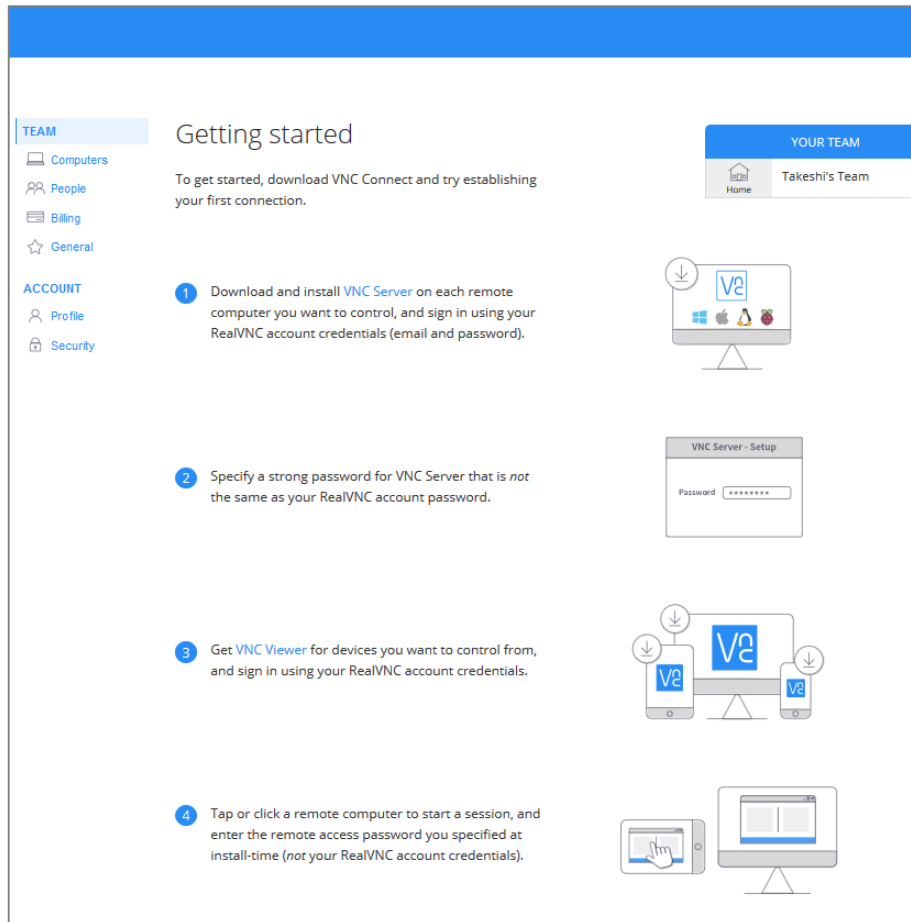 TEAM
Computers
People
Billing
General
ACCOUNT
Profile
Security
Getting started
To get started, download VNC Connect and try establishing
your first connection.
YOUR TEAM
Home
Takeshi's Team
1
Download and install VNC Server on each remote
computer you want to control, and sign in using your
RealVNC account credentials (email and password).
VNC
2
Specify a strong password for VNC Server that is not
the same as your RealVNC account password.
VNC Server - Setup
Password ********
3
Get VNC Viewer for devices you want to control from,
and sign in using your RealVNC account credentials.
VNC
VNC
VNC
4
Tap or click a remote computer to start a session, and
enter the remote access password you specified at
install-time (not your RealVNC account credentials).